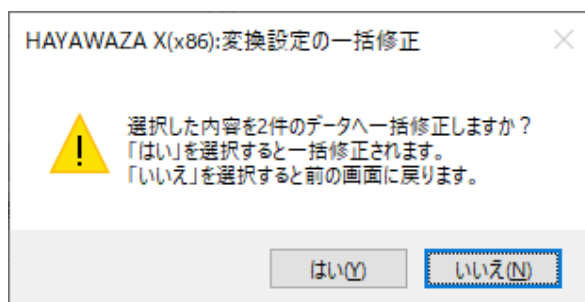 HAYAWAZA X(x86):変換設定の一括修正
選択した内容を2件のデータへ一括修正しますか？
「はい」を選択すると一括修正されます。
「いいえ」を選択すると前の画面に戻ります。
はい(Y)
いいえ(N)